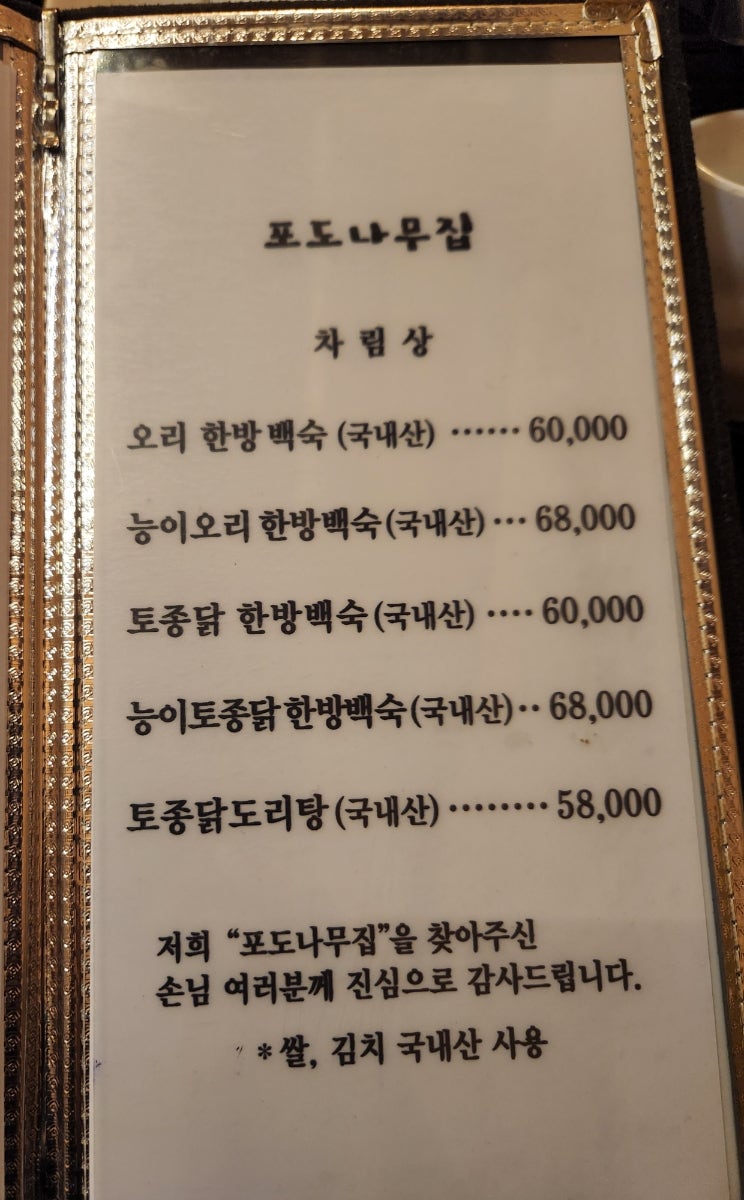 포도나무집
차림상
오리 한방백숙 (국내산) ······ 60,000
능이오리 한방백숙(국내산) ··· 68,000
토종닭 한방백숙(국내산) ···· 60,000
능이토종닭한방백숙(국내산) ·· 68,000
토종닭도리탕(국내산) ········ 58,000
저희 “포도나무집”을 찾아주신
손님 여러분께 진심으로 감사드립니다.
*쌀, 김치 국내산 사용